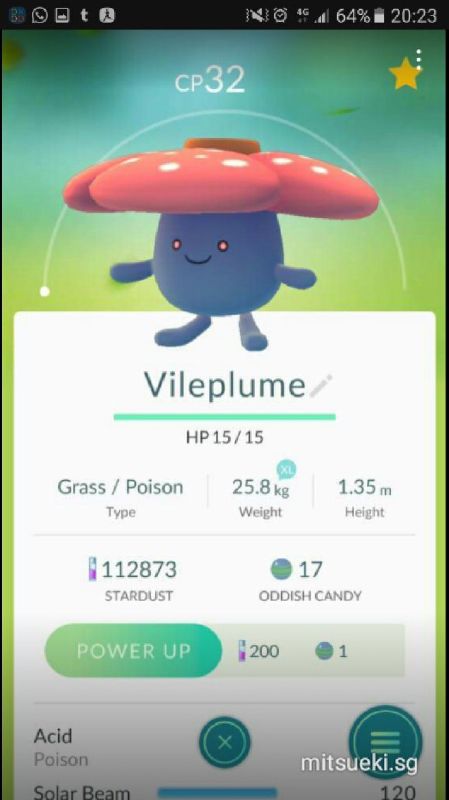 4G 64% 20:23
CP32
Vileplume
HP 15 / 15
XL
Grass / Poison 25.8 kg 1.35 m
Type Weight Height
112873 17
STARDUST ODDISH CANDY
POWER UP 200 1
Acid
Poison
mitsueki.sg
Solar Beam 120